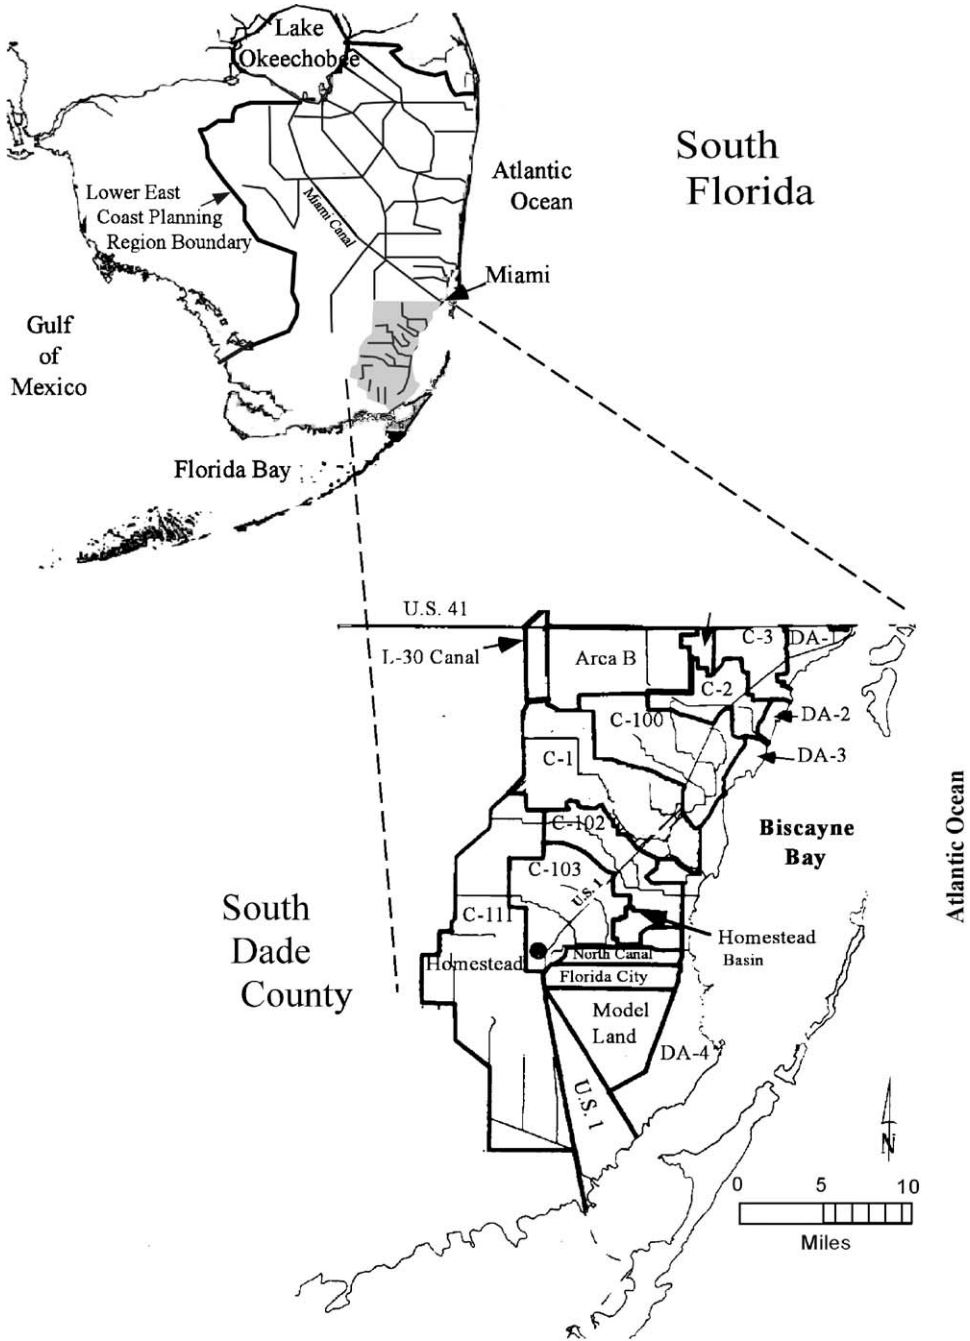 Lake
Okeechobee
South
Florida
Atlantic
Ocean
Lower East
Coast Planning
Region Boundary
Miami Canal
Miami
Gulf
of
Mexico
Florida Bay
U.S. 41
L-30 Canal
Area B
C-3
DA-1
C-2
DA-2
C-100
DA-3
C-1
Atlantic Ocean
Biscayne
Bay
C-102
C-103
U.S. 1
South
Dade
County
C-111
Homestead
Basin
Homestead
North Canal
Florida City
Model
Land
DA-4
U.S. 1
N
0 5 10
Miles